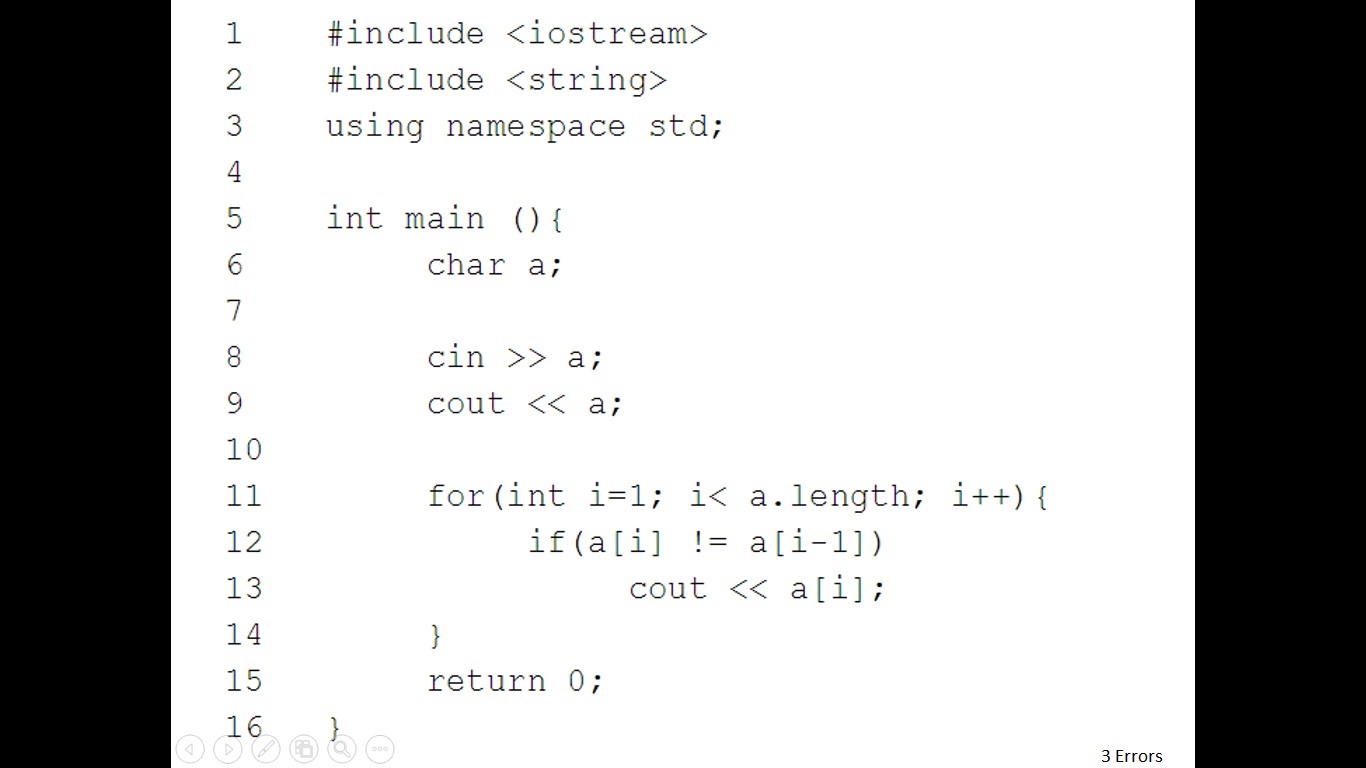 1 #include <iostream>
2 #include <string>
3 using namespace std;
4
5 int main (){
6 char a;
7
8 cin >> a;
9 cout << a;
10
11 for(int i=1; i< a.length; i++){
12 if(a[i] != a[i-1])
13 cout << a[i];
14 }
15 return 0;
16 }
3 Errors